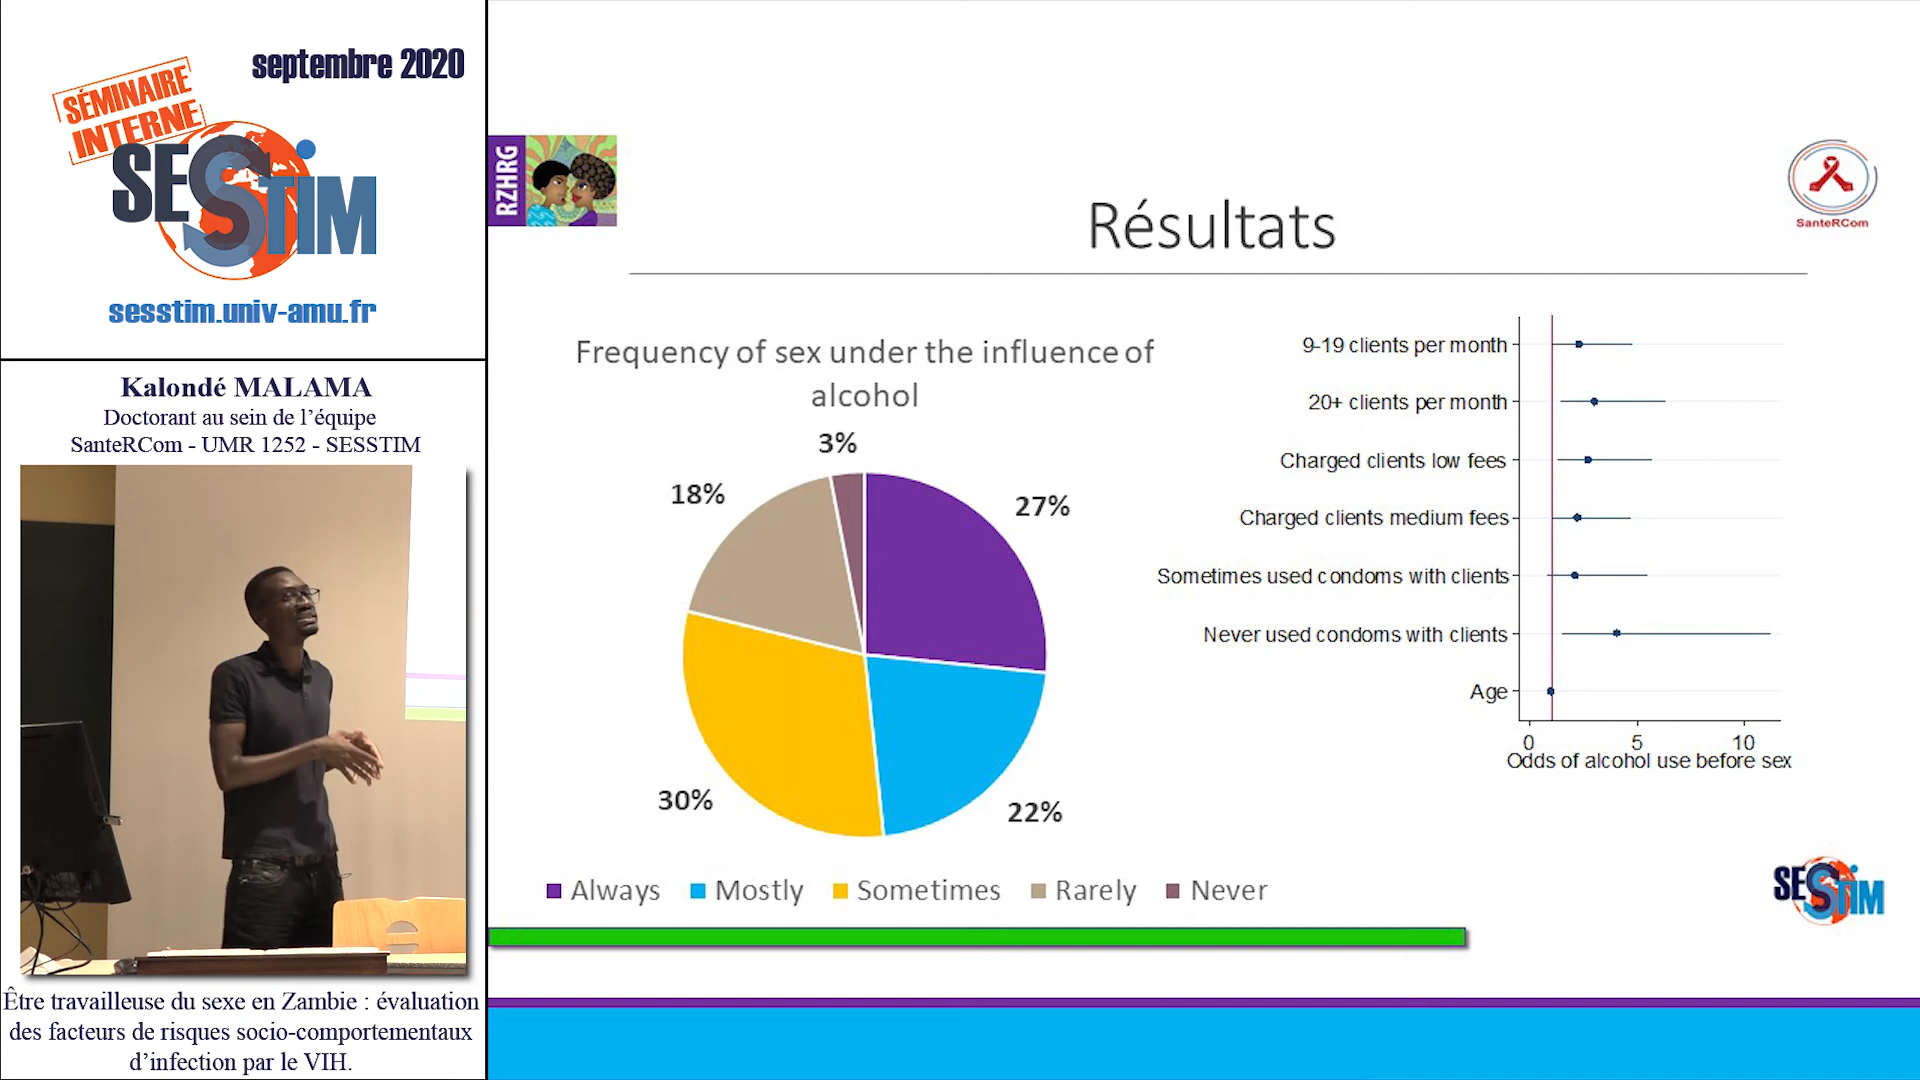 septembre 2020
SÉMINAIRE
INTERNE
SESSTIM
sesstim.univ-amu.fr
Kalondé MALAMA
Doctorant au sein de l'équipe
SanteRCom - UMR 1252 - SESSTIM
Être travailleuse du sexe en Zambie : évaluation
des facteurs de risques socio-comportementaux
d'infection par le VIH.
RZHRG
Résultats
SanteRCom
Frequency of sex under the influence of
alcohol
3%
18%
27%
30%
22%
Always Mostly Sometimes Rarely Never
9-19 clients per month
20+ clients per month
Charged clients low fees
Charged clients medium fees
Sometimes used condoms with clients
Never used condoms with clients
Age
0 5 10
Odds of alcohol use before sex
SESSTIM